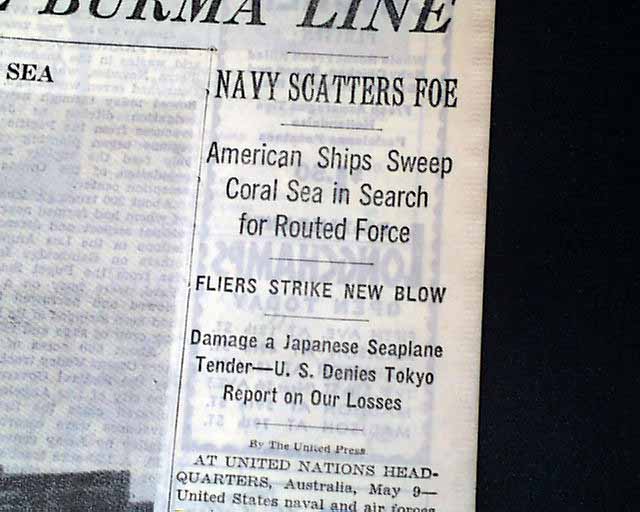 BURMA LINE
SEA
NAVY SCATTERS FOE
American Ships Sweep
Coral Sea in Search
for Routed Force
FLIERS STRIKE NEW BLOW
Damage a Japanese Seaplane
Tender—U. S. Denies Tokyo
Report on Our Losses
By The United Press
AT UNITED NATIONS HEAD-
QUARTERS, Australia, May 9—
United States naval and air forces